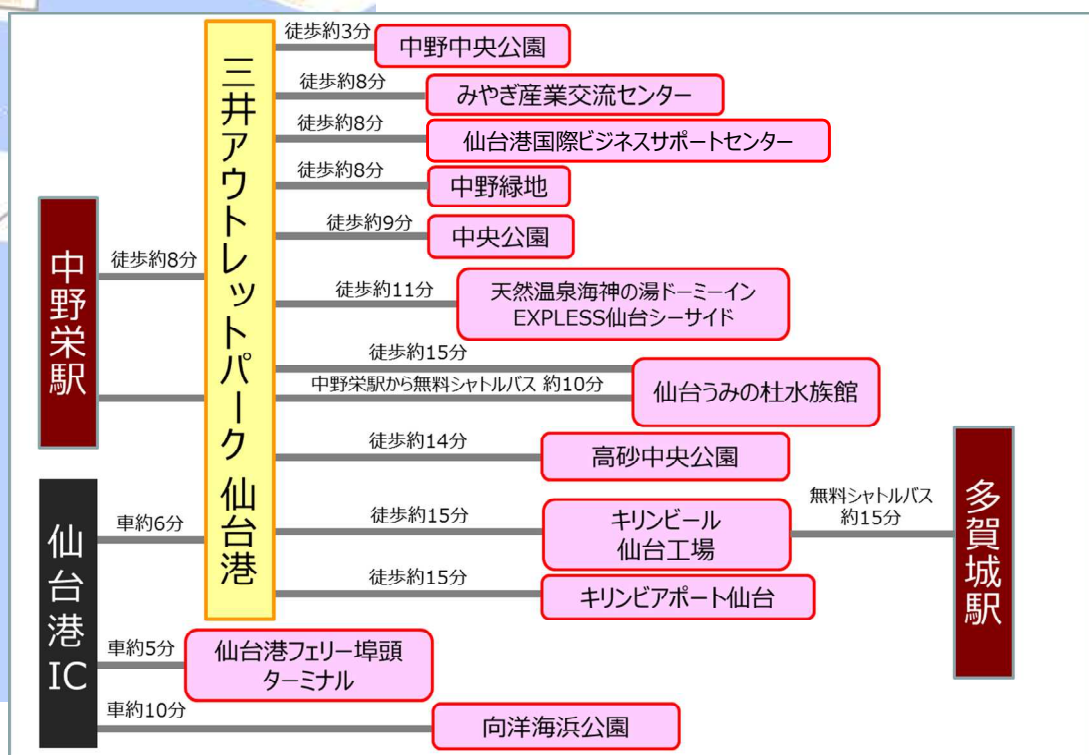 徒歩約3分
中野中央公園
徒歩約8分
みやぎ産業交流センター
徒歩約8分
仙台港国際ビジネスサポートセンター
徒歩約8分
中野緑地
徒歩約9分
中央公園
中野栄駅
徒歩約8分
三井アウトレットパーク 仙台港
徒歩約11分
天然温泉海神の湯ドーミーイン
EXPLESS仙台シーサイド
徒歩約15分
中野栄駅から無料シャトルバス 約10分
仙台うみの杜水族館
徒歩約14分
高砂中央公園
仙台港IC
車約6分
徒歩約15分
キリンビール
仙台工場
無料シャトルバス
約15分
多賀城駅
徒歩約15分
キリンビアポート仙台
車約5分
仙台港フェリー埠頭
ターミナル
車約10分
向洋海浜公園